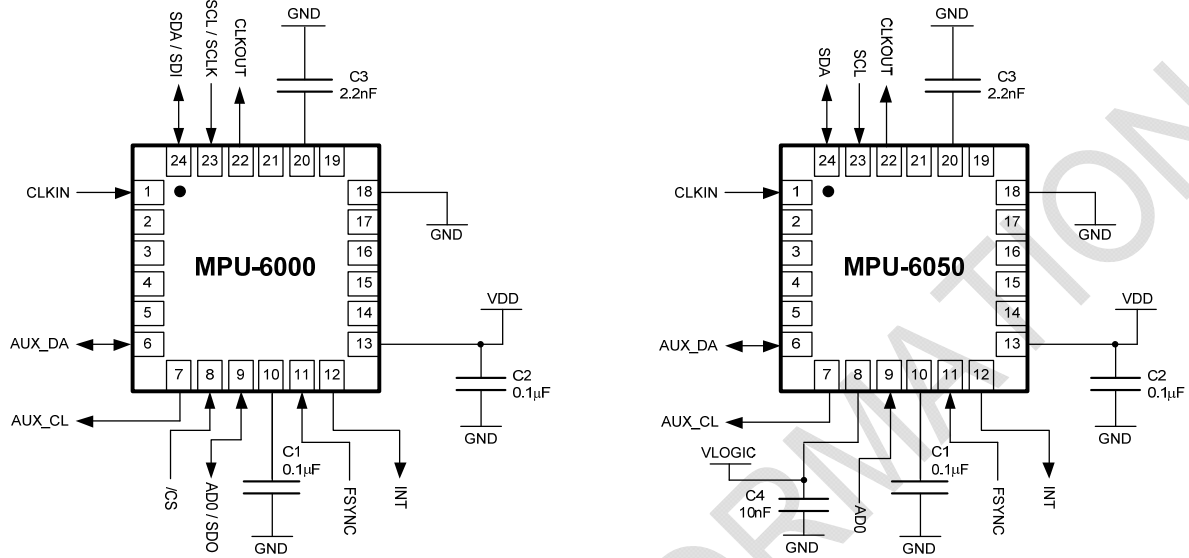 GND
SDA / SDI
SCL / SCLK
CLKOUT
C3
2.2nF
24 23 22 21 20 19
CLKIN
1
2
3
4
5
6
18
17
16
15
14
13
GND
MPU-6000
VDD
AUX_DA
C2
0.1µF
GND
7 8 9 10 11 12
AUX_CL
/CS
AD0 / SDO
C1
0.1µF
GND
FSYNC
INT
GND
SDA
SCL
CLKOUT
C3
2.2nF
24 23 22 21 20 19
CLKIN
1
2
3
4
5
6
18
17
16
15
14
13
GND
MPU-6050
VDD
AUX_DA
C2
0.1µF
GND
7 8 9 10 11 12
AUX_CL
VLOGIC
C4
10nF
GND
AD0
C1
0.1µF
GND
FSYNC
INT
ORMATION